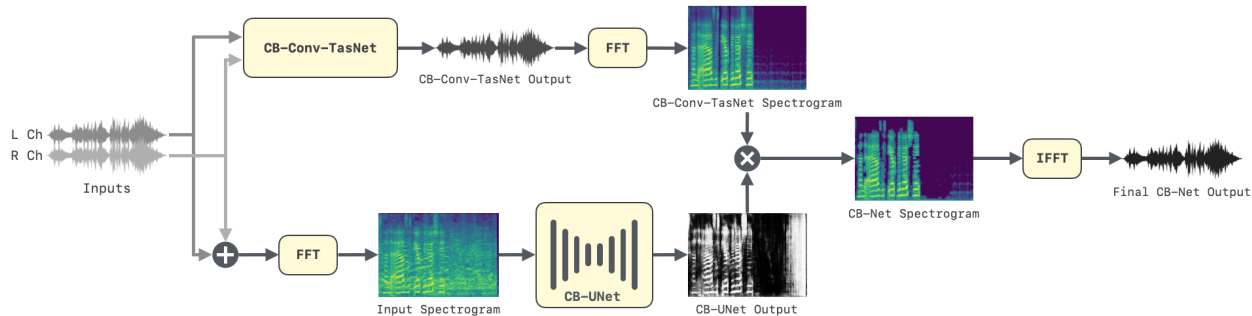 CB-Conv-TasNet
CB-Conv-TasNet Output
FFT
CB-Conv-TasNet Spectrogram
L Ch
R Ch
Inputs
FFT
Input Spectrogram
CB-UNet
CB-UNet Output
CB-Net Spectrogram
IFFT
Final CB-Net Output